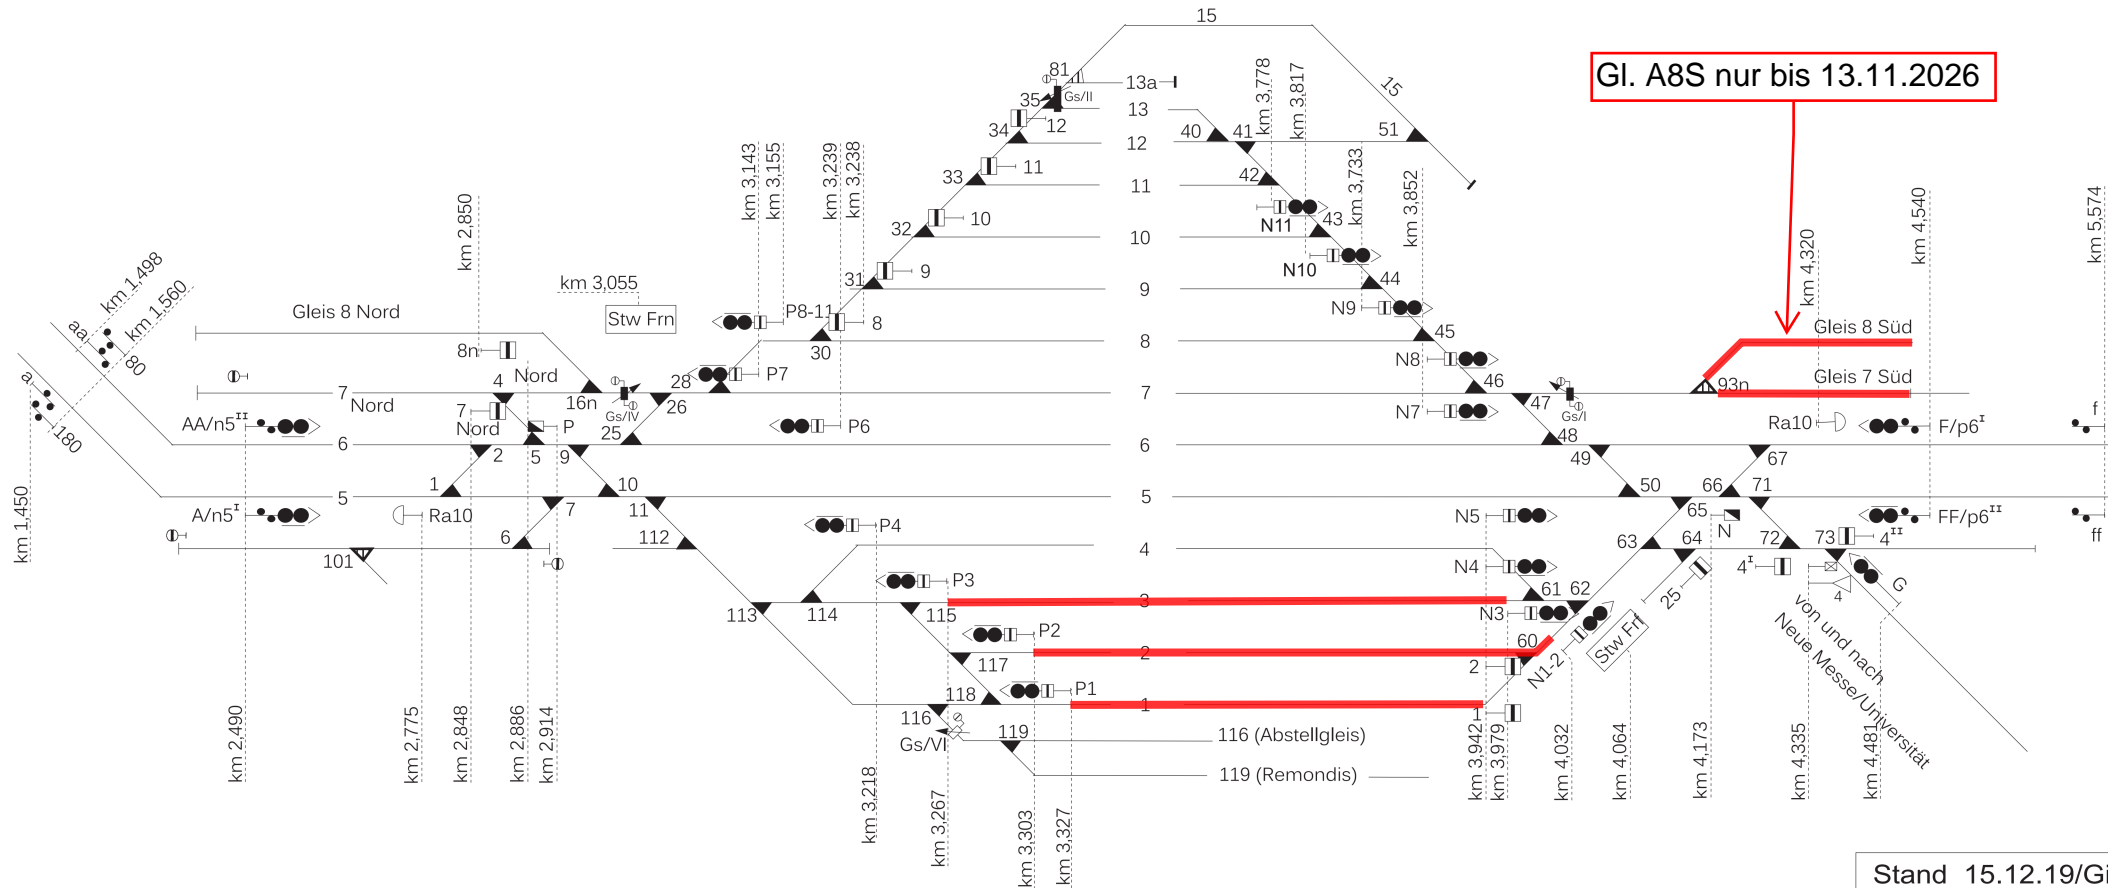 15
Gl. A8S nur bis 13.11.2026
81
13a
Gs/II
35
13
12
34
12
40
41
51
15
km 3,778
km 3,817
33
11
11
42
km 3,143
km 3,155
km 3,239
km 3,238
km 3,733
km 3,852
km 2,850
32
10
10
N11
43
km 4,320
km 4,540
km 5,574
km 1,498
km 1,560
km 3,055
31
9
9
N10
44
Gleis 8 Nord
Stw Frn
P8-11
8
N9
45
Gleis 8 Süd
aa
80
8n
30
8
N8
46
a
180
7
Nord
4
Nord
16n
Gs/IV
28
26
P7
7
47
Gs/I
93n
Gleis 7 Süd
AA/n5II
7
Nord
P
25
P6
N7
48
Ra10
F/p6I
f
6
2
5
9
6
49
67
km 1,450
5
1
10
11
5
50
66
71
A/n5I
Ra10
7
P4
N5
65
N
FF/p6II
ff
101
6
112
4
N4
63
64
72
73
4II
4I
4
G
P3
61
62
25
113
114
115
3
N3
von und nach
Neue Messe/Universität
P2
60
N1-2
Stw Frf
117
2
2
118
P1
116
1
1
Gs/VI
119
116 (Abstellgleis)
119 (Remondis)
km 2,490
km 2,775
km 2,848
km 2,886
km 2,914
km 3,218
km 3,267
km 3,303
km 3,327
km 3,942
km 3,979
km 4,032
km 4,064
km 4,173
km 4,335
km 4,481
Stand 15.12.19/Gi